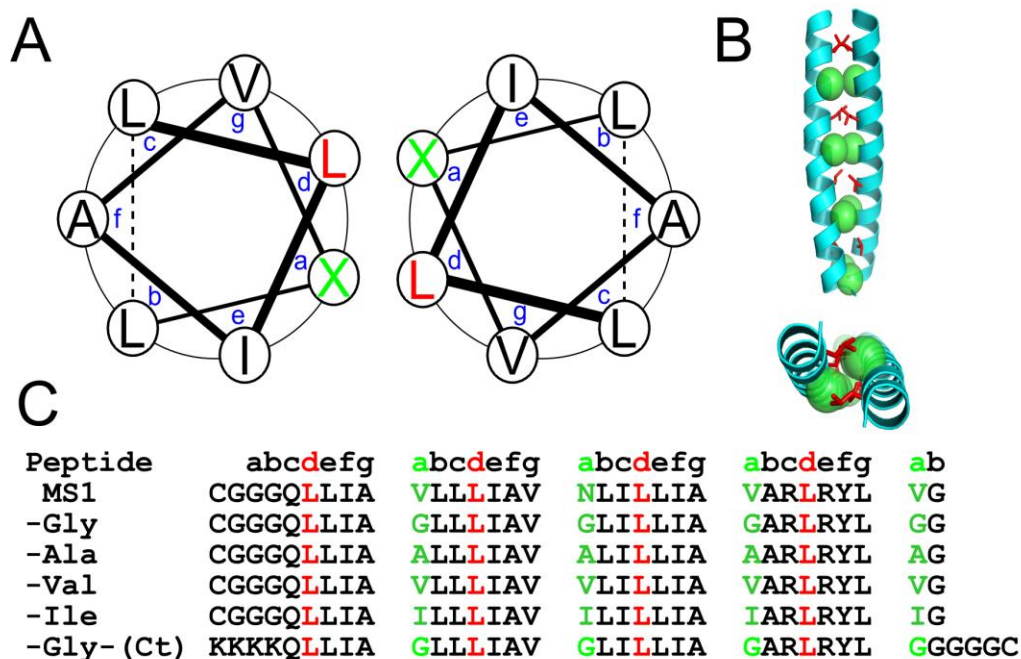 A
B
L V I L
c g e b
L X
d a
A f f A
a d
X L
b e g c
L I V L
C
Peptide abcdefg abcdefg abcdefg abcdefg ab
MS1 CGGGQLLIA VLLLIAV NLILLIA VARLRYL VG
-Gly CGGGQLLIA GLLLIAV GLILLIA GARLRYL GG
-Ala CGGGQLLIA ALLLIAV ALILLIA AARLRYL AG
-Val CGGGQLLIA VLLLIAV VLILLIA VARLRYL VG
-Ile CGGGQLLIA ILLLIAV ILILLIA IARLRYL IG
-Gly-(Ct) KKKKQLLIA GLLLIAV GLILLIA GARLRYL GGGGGC